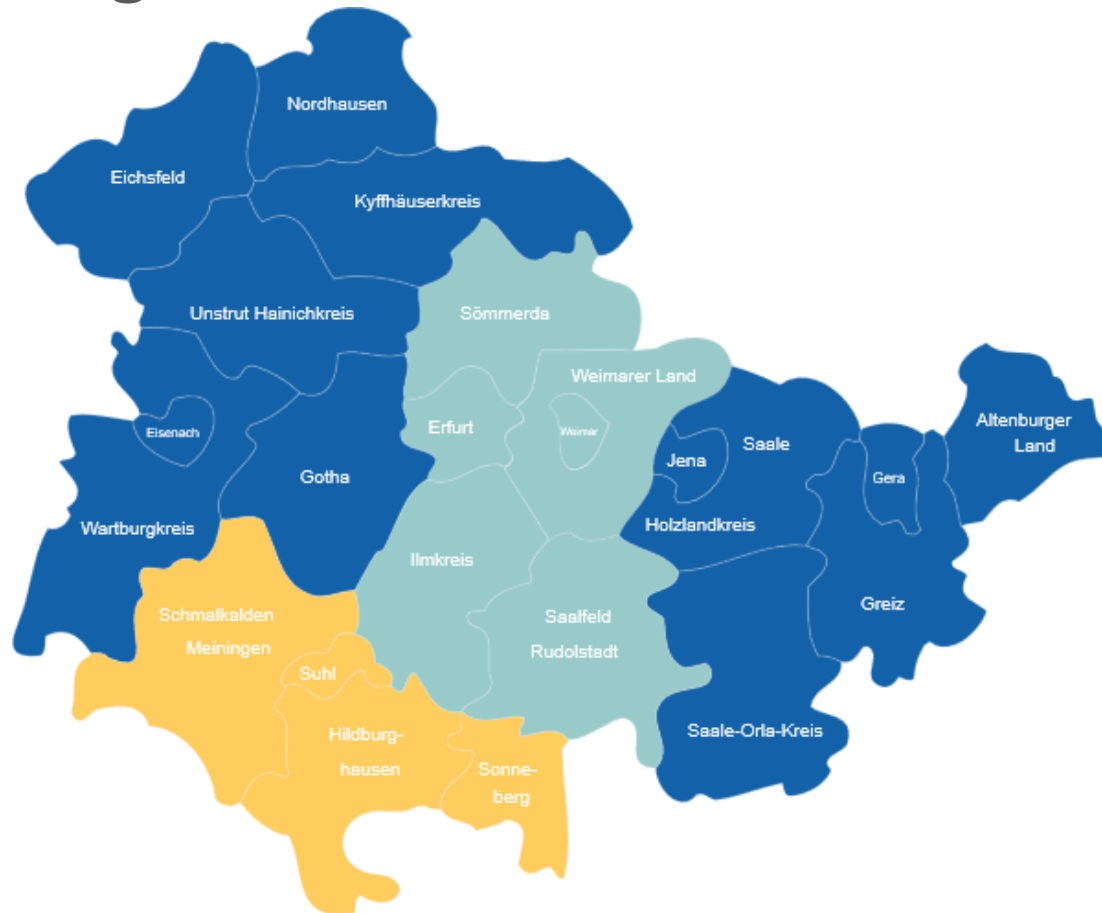 Nordhausen
Eichsfeld
Kyffhäuserkreis
Unstrut Hainichkreis
Sömmerda
Weimarer Land
Eisenach
Erfurt
Weimar
Gotha
Jena
Saale
Holzlandkreis
Gera
Altenburger
Land
Wartburgkreis
Ilmkreis
Greiz
Schmalkalden
Meiningen
Saalfeld
Rudolstadt
Suhl
Hildburg-
hausen
Sonne-
berg
Saale-Orla-Kreis